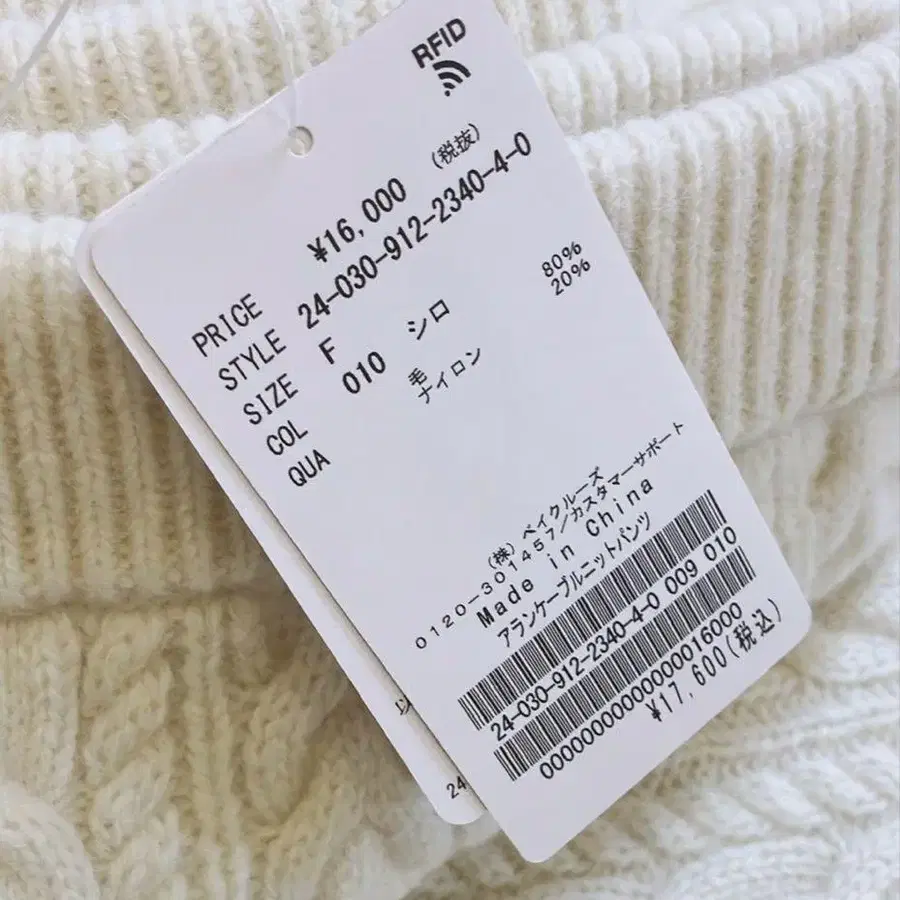 RFID
PRICE ¥16,000 (税抜)
STYLE 24-030-912-2340-4-0
SIZE F
COL 010 シロ
QUA 毛 80%
ナイロン 20%
(株) ベイクルーズ
0120-301457/カスタマーサポート
Made in China
アランケーブルニットパンツ
24-030-912-2340-4-0 009 010
0000000000000000016000
¥17,600(税込)
以
24